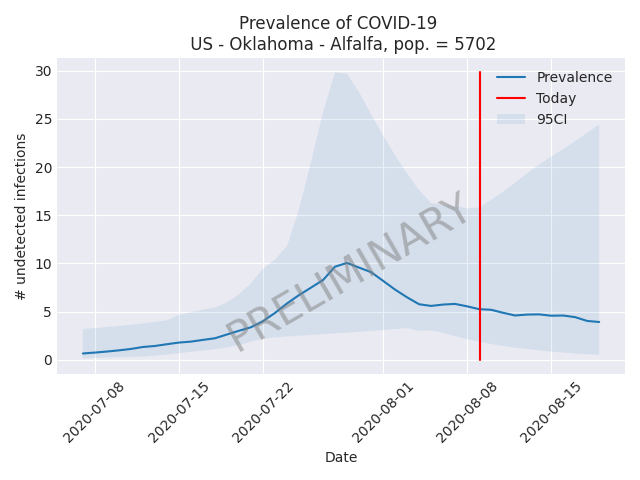 Prevalence of COVID-19
US - Oklahoma - Alfalfa, pop. = 5702
# undetected infections
30
25
20
15
10
5
0
Prevalence
Today
95CI
PRELIMINARY
2020-07-08
2020-07-15
2020-07-22
2020-08-01
2020-08-08
2020-08-15
Date